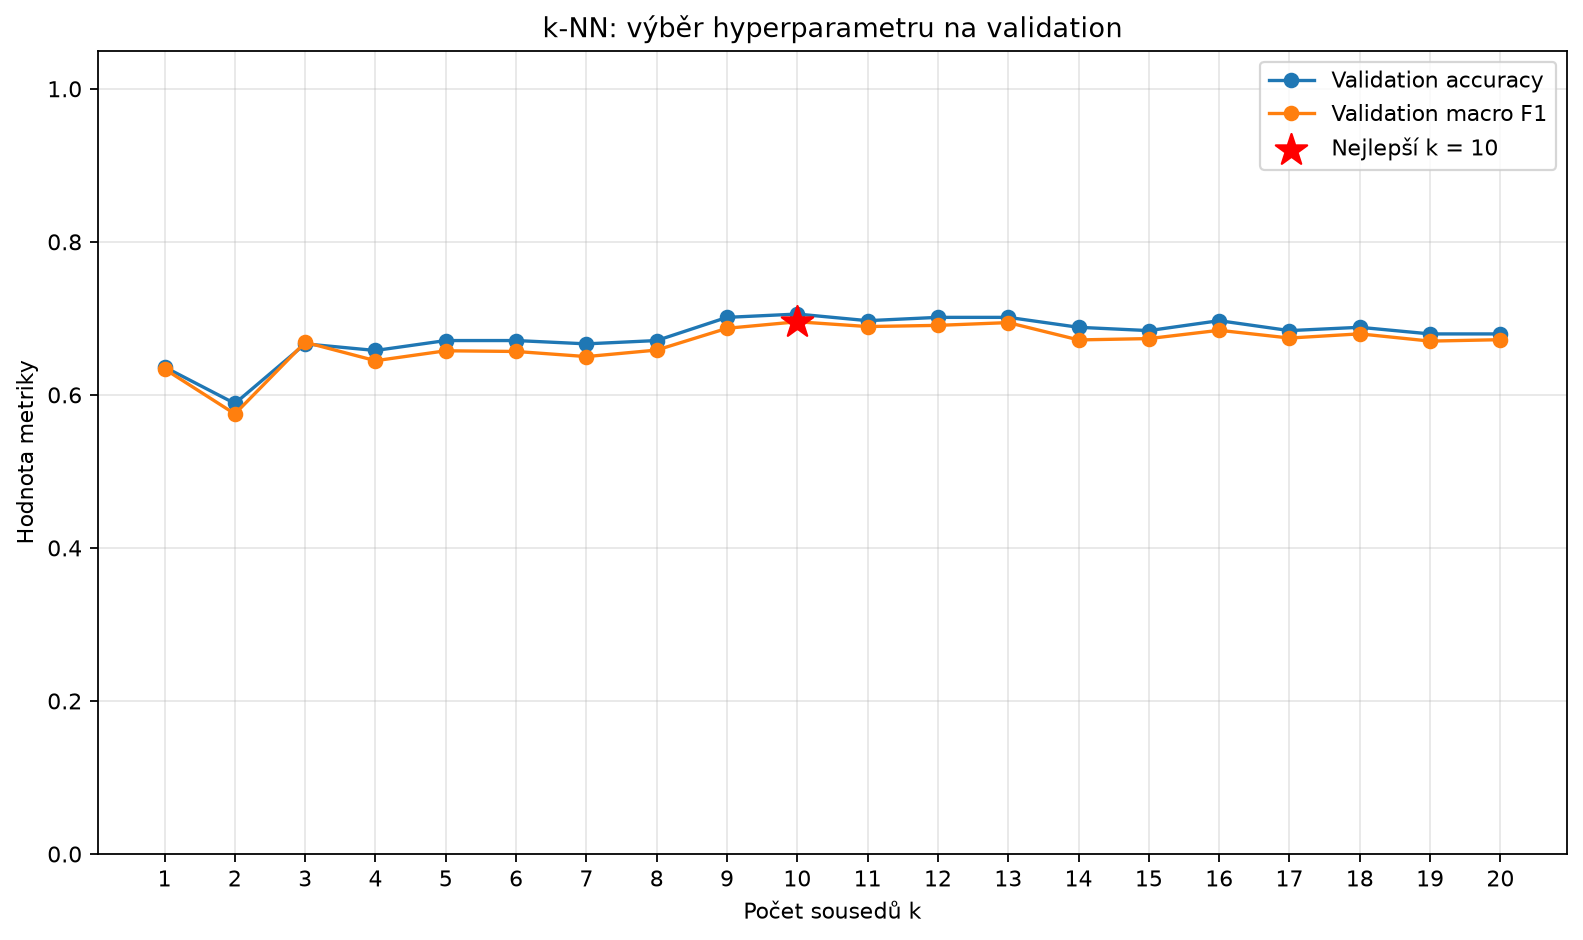 k-NN: výběr hyperparametru na validation
Validation accuracy
Validation macro F1
Nejlepší k = 10
Hodnota metriky
1.0
0.8
0.6
0.4
0.2
0.0
1 2 3 4 5 6 7 8 9 10 11 12 13 14 15 16 17 18 19 20
Počet sousedů k